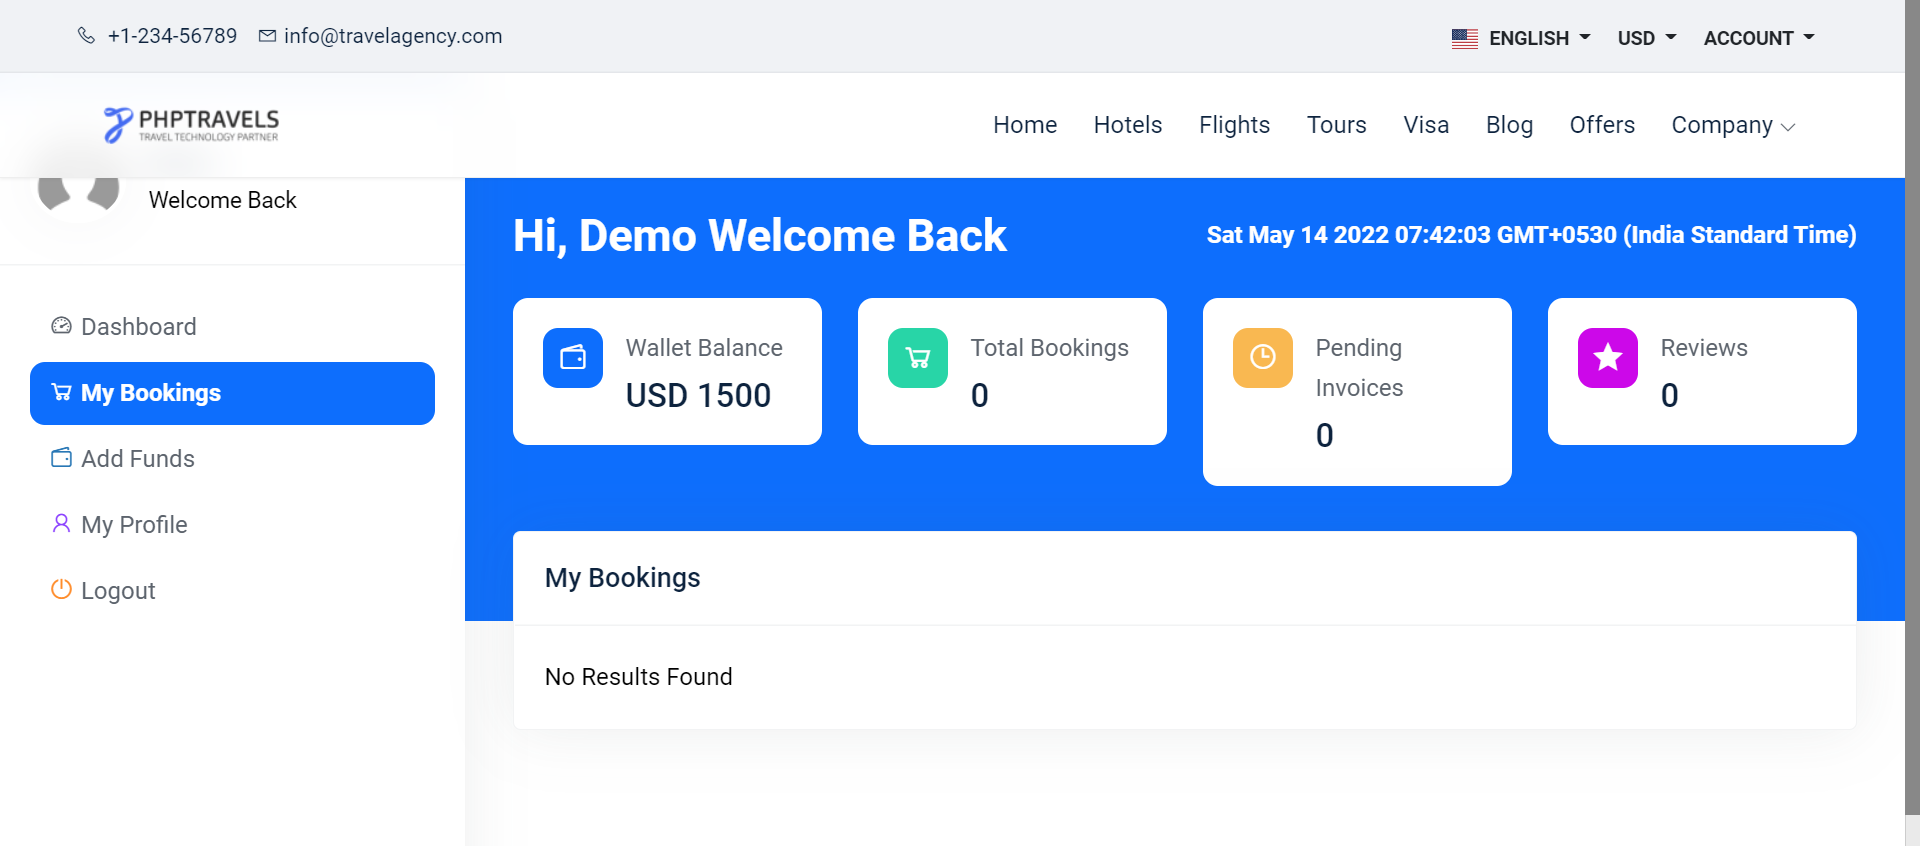 +1-234-56789 info@travelagency.com ENGLISH USD ACCOUNT
PHPTRAVELS
TRAVEL TECHNOLOGY PARTNER
Home Hotels Flights Tours Visa Blog Offers Company
Welcome Back
Dashboard
My Bookings
Add Funds
My Profile
Logout
Hi, Demo Welcome Back
Sat May 14 2022 07:42:03 GMT+0530 (India Standard Time)
Wallet Balance
USD 1500
Total Bookings
0
Pending
Invoices
0
Reviews
0
My Bookings
No Results Found